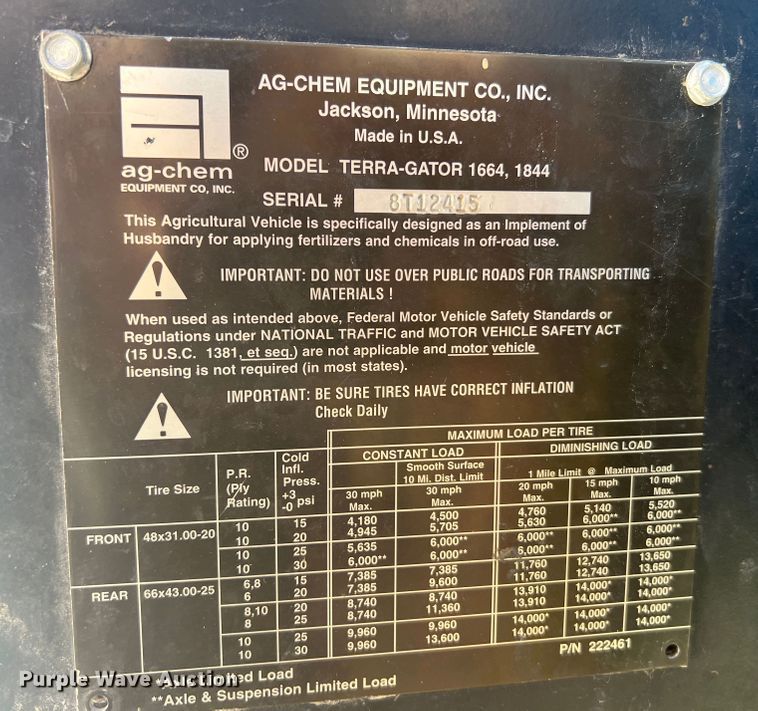 AG-CHEM EQUIPMENT CO., INC.
Jackson, Minnesota
Made in U.S.A.
ag-chem ®
EQUIPMENT CO, INC.
MODEL TERRA-GATOR 1664, 1844
SERIAL # 8T12415
This Agricultural Vehicle is specifically designed as an Implement of
Husbandry for applying fertilizers and chemicals in off-road use.
IMPORTANT: DO NOT USE OVER PUBLIC ROADS FOR TRANSPORTING
MATERIALS !
When used as intended above, Federal Motor Vehicle Safety Standards or
Regulations under NATIONAL TRAFFIC and MOTOR VEHICLE SAFETY ACT
(15 U.S.C. 1381, et seq.) are not applicable and motor vehicle
licensing is not required (in most states).
IMPORTANT: BE SURE TIRES HAVE CORRECT INFLATION
Check Daily
MAXIMUM LOAD PER TIRE
CONSTANT LOAD DIMINISHING LOAD
Smooth Surface
10 Mi. Dist. Limit
1 Mile Limit @ Maximum Load
Tire Size
P.R.
(Ply
Rating)
Cold
Infl.
Press.
+3
-0 psi
30 mph
Max.
30 mph
Max.
20 mph
Max.
15 mph
Max.
10 mph
Max.
FRONT 48x31.00-20
10 15 4,180 4,500 4,760 5,140 5,520
10 20 4,945 5,705 5,630 6,000** 6,000**
10 25 5,635 6,000** 6,000** 6,000** 6,000**
10 30 6,000** 6,000** 6,000** 6,000** 6,000**
REAR 66x43.00-25
6,8 15 7,385 7,385 11,760 12,740 13,650
6 20 7,385 9,600 11,760 12,740 13,650
8,10 20 8,740 8,740 13,910 14,000* 14,000*
8 25 8,740 11,360 13,910 14,000* 14,000*
10 25 9,960 9,960 14,000* 14,000* 14,000*
10 30 9,960 13,600 14,000* 14,000* 14,000*
P/N 222461
Load
**Axle & Suspension Limited Load
Purple Wave Auction